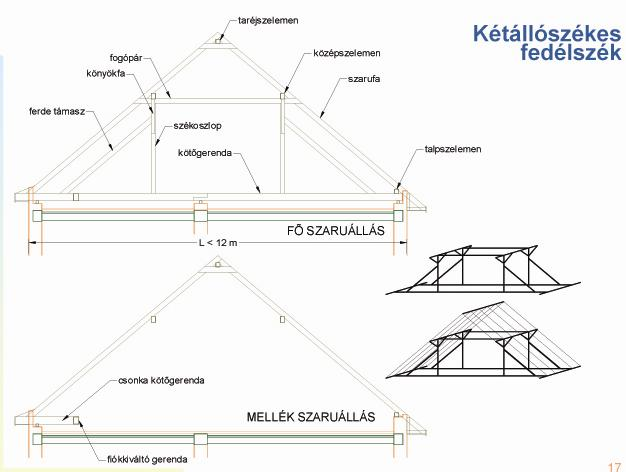 Kétállószékes
fedélszék
taréjszelemen
fogópár
középszelemen
könyökfa
szarufa
ferde támasz
székoszlop
kötőgerenda
talpszelemen
FŐ SZARUÁLLÁS
L < 12 m
csonka kötőgerenda
MELLÉK SZARUÁLLÁS
fiókkiváltó gerenda
17